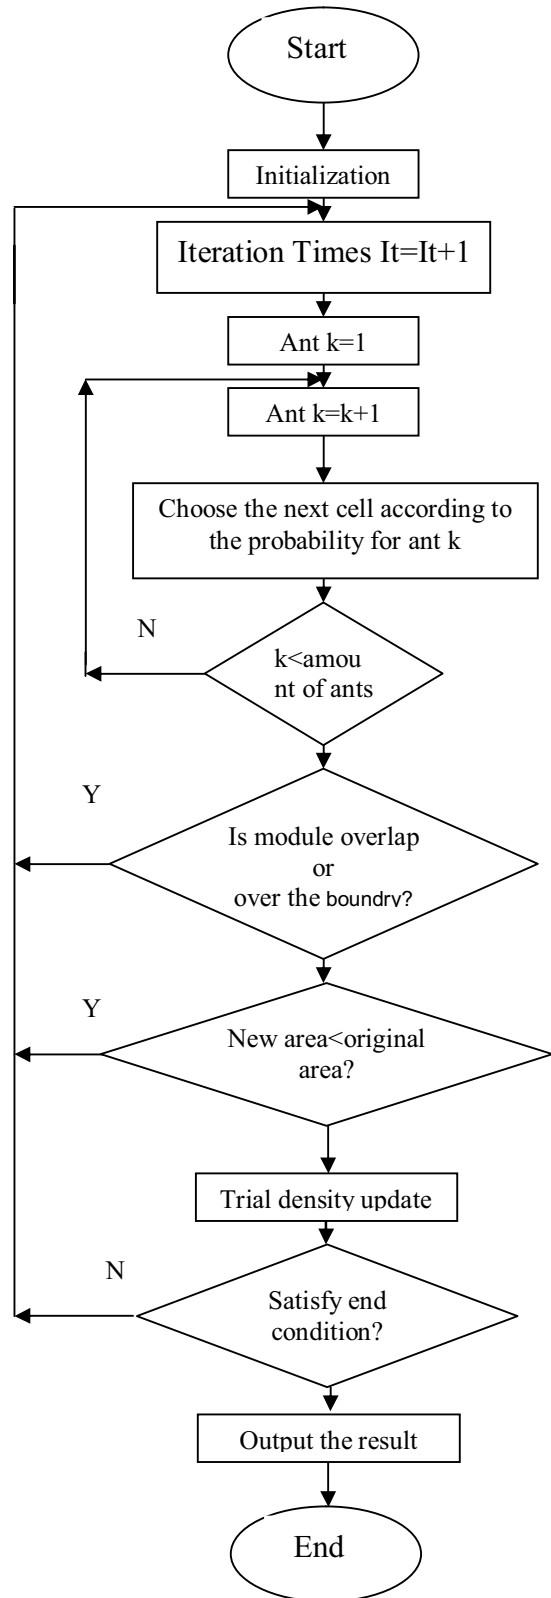 Start
Initialization
Iteration Times It=It+1
Ant k=1
Ant k=k+1
Choose the next cell according to
the probability for ant k
N
k<amou
nt of ants
Y
Is module overlap
or
over the boundry?
Y
New area<original
area?
Trial density update
N
Satisfy end
condition?
Output the result
End